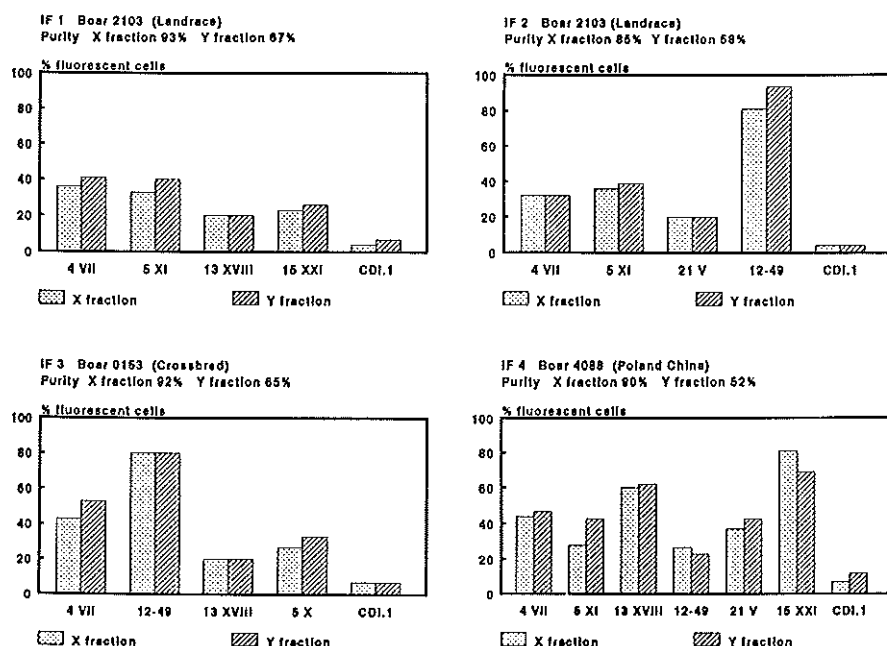 IF 1 Boar 2103 (Landrace)
Purity X fraction 93% Y fraction 67%
% fluorescent cells
100
80
60
40
20
0
4 VII 5 XI 13 XVIII 15 XXI CDI.1
X fraction Y fraction
IF 2 Boar 2103 (Landrace)
Purity X fraction 85% Y fraction 58%
% fluorescent cells
100
80
60
40
20
0
4 VII 5 XI 21 V 12-49 CDI.1
X fraction Y fraction
IF 3 Boar 0153 (Crossbred)
Purity X fraction 92% Y fraction 65%
% fluorescent cells
100
80
60
40
20
0
4 VII 12-49 13 XVIII 5 X CDI.1
X fraction Y fraction
IF 4 Boar 4088 (Poland China)
Purity X fraction 90% Y fraction 52%
% fluorescent cells
100
80
60
40
20
0
4 VII 5 XI 13 XVIII 12-49 21 V 15 XXI CDI.1
X fraction Y fraction